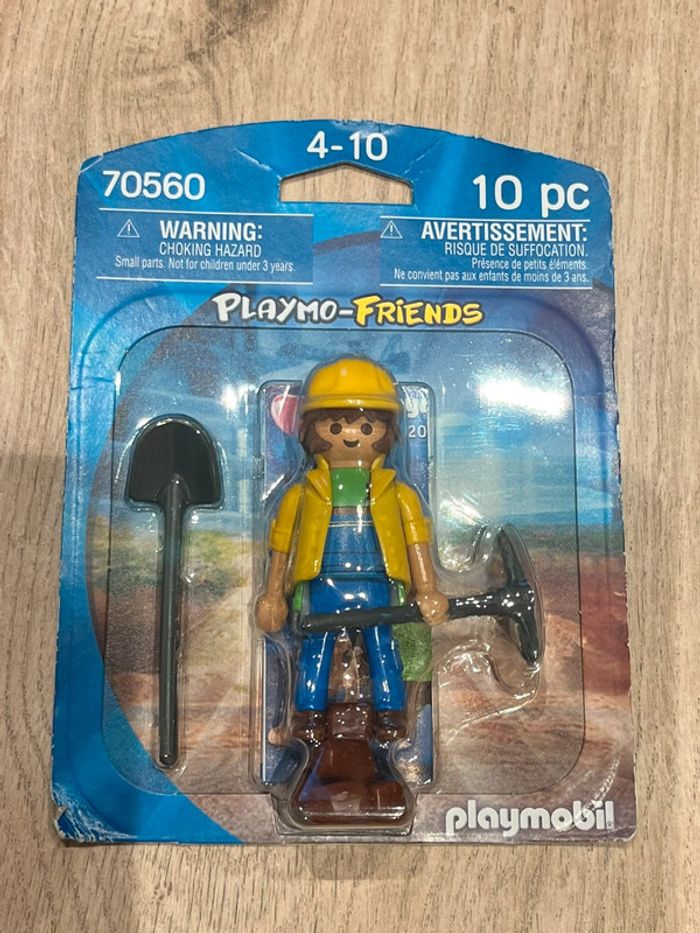 4-10
70560
10 pc
WARNING:
CHOKING HAZARD
Small parts. Not for children under 3 years.
AVERTISSEMENT:
RISQUE DE SUFFOCATION.
Présence de petits éléments.
Ne convient pas aux enfants de moins de 3 ans.
PLAYMO-FRIENDS
20
playmobil